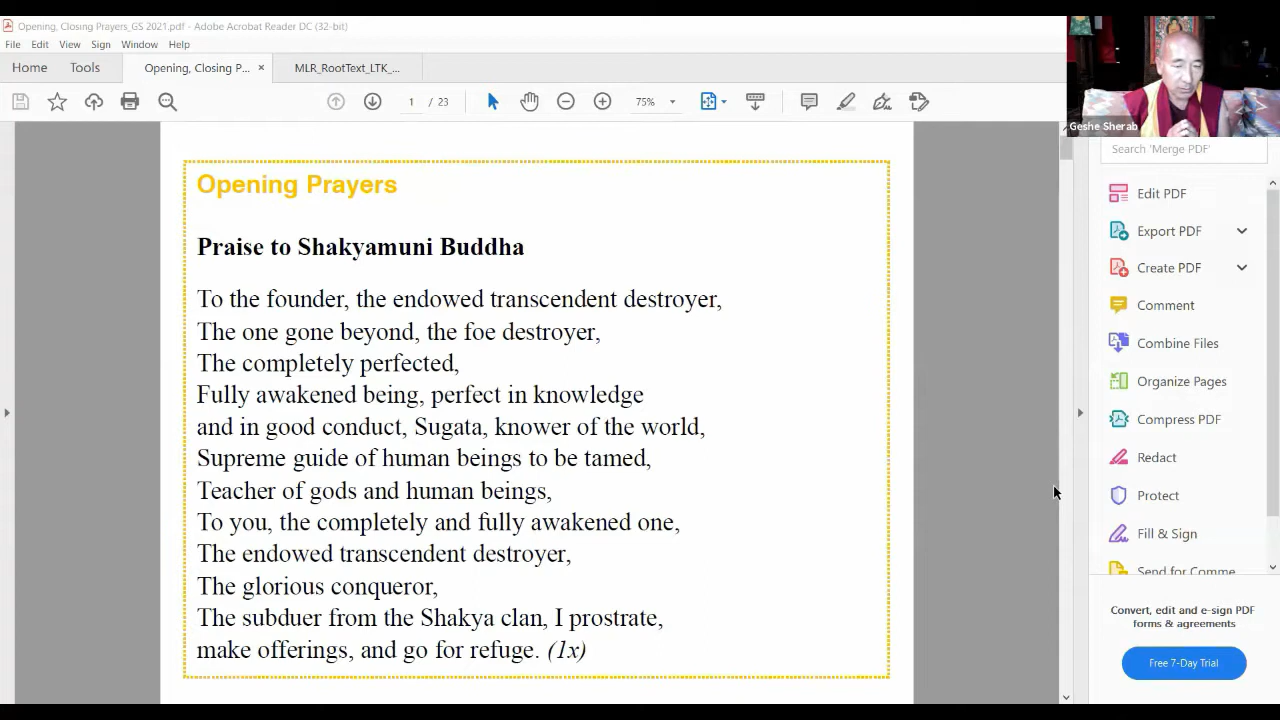 Opening, Closing Prayers_GS 2021.pdf - Adobe Acrobat Reader DC (32-bit)
File Edit View Sign Window Help
Home Tools Opening, Closing P... × MLR_RootText_LTK_...
1 / 23 75%
Geshe Sherab
Search 'Merge PDF'
Opening Prayers
Praise to Shakyamuni Buddha
To the founder, the endowed transcendent destroyer,
The one gone beyond, the foe destroyer,
The completely perfected,
Fully awakened being, perfect in knowledge
and in good conduct, Sugata, knower of the world,
Supreme guide of human beings to be tamed,
Teacher of gods and human beings,
To you, the completely and fully awakened one,
The endowed transcendent destroyer,
The glorious conqueror,
The subduer from the Shakya clan, I prostrate,
make offerings, and go for refuge. (1x)
Edit PDF
Export PDF
Create PDF
Comment
Combine Files
Organize Pages
Compress PDF
Redact
Protect
Fill & Sign
Send for Comme
Convert, edit and e-sign PDF
forms & agreements
Free 7-Day Trial